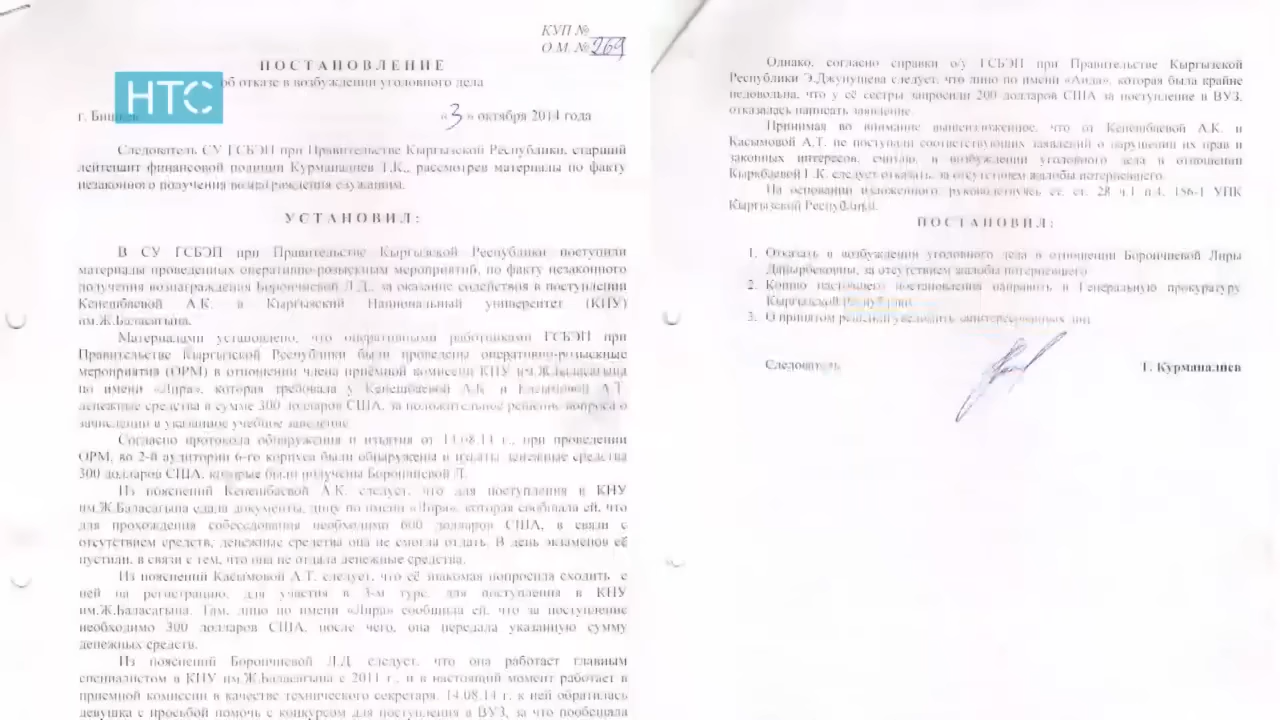 КУП №
О.М. № 269
ПОСТАНОВЛЕНИЕ
об отказе в возбуждении уголовного дела
НТС
г. Бишкек «3» октября 2014 года
Следователь СУ ГСБЭП при Правительстве Кыргызской Республики, старший
лейтенант финансовой полиции Курманалиев Т.К., рассмотрев материалы по факту
незаконного получения вознаграждения служащим.
УСТАНОВИЛ:
В СУ ГСБЭП при Правительстве Кыргызской Республики поступили
материалы проведенных оперативно-розыскным мероприятий, по факту незаконного
получения вознаграждения Борончиевой Л.Д., за оказание содействия в поступлении
Кенешбаевой А.К. в Кыргызский Национальный университет (КНУ)
им.Ж.Баласагына.
Материалами установлено, что оперативными работниками ГСБЭП при
Правительстве Кыргызской Республики были проведены оперативно-розыскные
мероприятия (ОРМ) в отношении члена приёмной комиссии КНУ им.Ж.Баласагына
по имени «Лира», которая требовала у Кенешбаевой А.К. и А.Т.
денежные средства в сумме 300 долларов США, за положительное решение вопроса о
зачислении в указанное учебное заведение.
Согласно протокола обнаружения и изъятия от 14.08.14 г., при проведении
ОРМ, во 2-й аудитории 6-го корпуса были обнаружены и изъяты денежные средства
300 долларов США, которые были получены Борончиевой Л.
Из пояснений Кенешбаевой А.К. следует, что для поступления в КНУ
им.Ж.Баласагына сдала документы, лицу по имени «Лира», которая сообщала ей, что
для прохождения собеседования необходимо 600 долларов США, в связи с
отсутствием средств, денежные средства она не смогла отдать. В день экзаменов её
пустили, в связи с тем, что она не отдала денежные средства.
Из пояснений Касымовой А.Т. следует, что её знакомая попросила сходить с
ней на регистрацию, для участия в 3-м туре, для поступления в КНУ
им.Ж.Баласагына. Там, лицо по имени «Лира» сообщила ей, что за поступление
необходимо 300 долларов США, после чего, она передала указанную сумму
денежных средств.
Из пояснений Борончиевой Л.Д. следует, что она работает главным
специалистом в КНУ им.Ж.Баласагына с 2011 г., и в настоящий момент работает в
приемной комиссии в качестве технического секретаря. 14.08.14 г. к ней обратилась
девушка с просьбой помочь с конкурсом для поступления в ВУЗ, за что пообещала
Однако, согласно справки о/у ГСБЭП при Правительстве Кыргызской
Республики Э.Джунушева следует, что лицо по имени «Аида», которая была крайне
недовольна, что у её сестры запросили 200 долларов США за поступление в ВУЗ,
отказалась написать заявление.
Принимая во внимание вышеизложенное, что от Кенешбаевой А.К. и
Касымовой А.Т. не поступали соответствующих заявлений о нарушении их прав и
законных интересов, считаю, в возбуждении уголовного дела в отношении
Кыркбаевой Г.К. следует отказать, за отсутствием жалобы потерпевшего.
На основании изложенного, руководствуясь ст. ст. 28 ч.1 п.4, 156-1 УПК
Кыргызской Республики.
ПОСТАНОВИЛ:
1. Отказать в возбуждении уголовного дела в отношении Борончиевой Лиры
Даңырбековны, за отсутствием жалобы потерпевшего
2. Копию настоящего постановления направить в Генеральную прокуратуру
Кыргызской Республики.
3. О принятом решении уведомить заинтересованных лиц
Следователь Т. Курманалиев